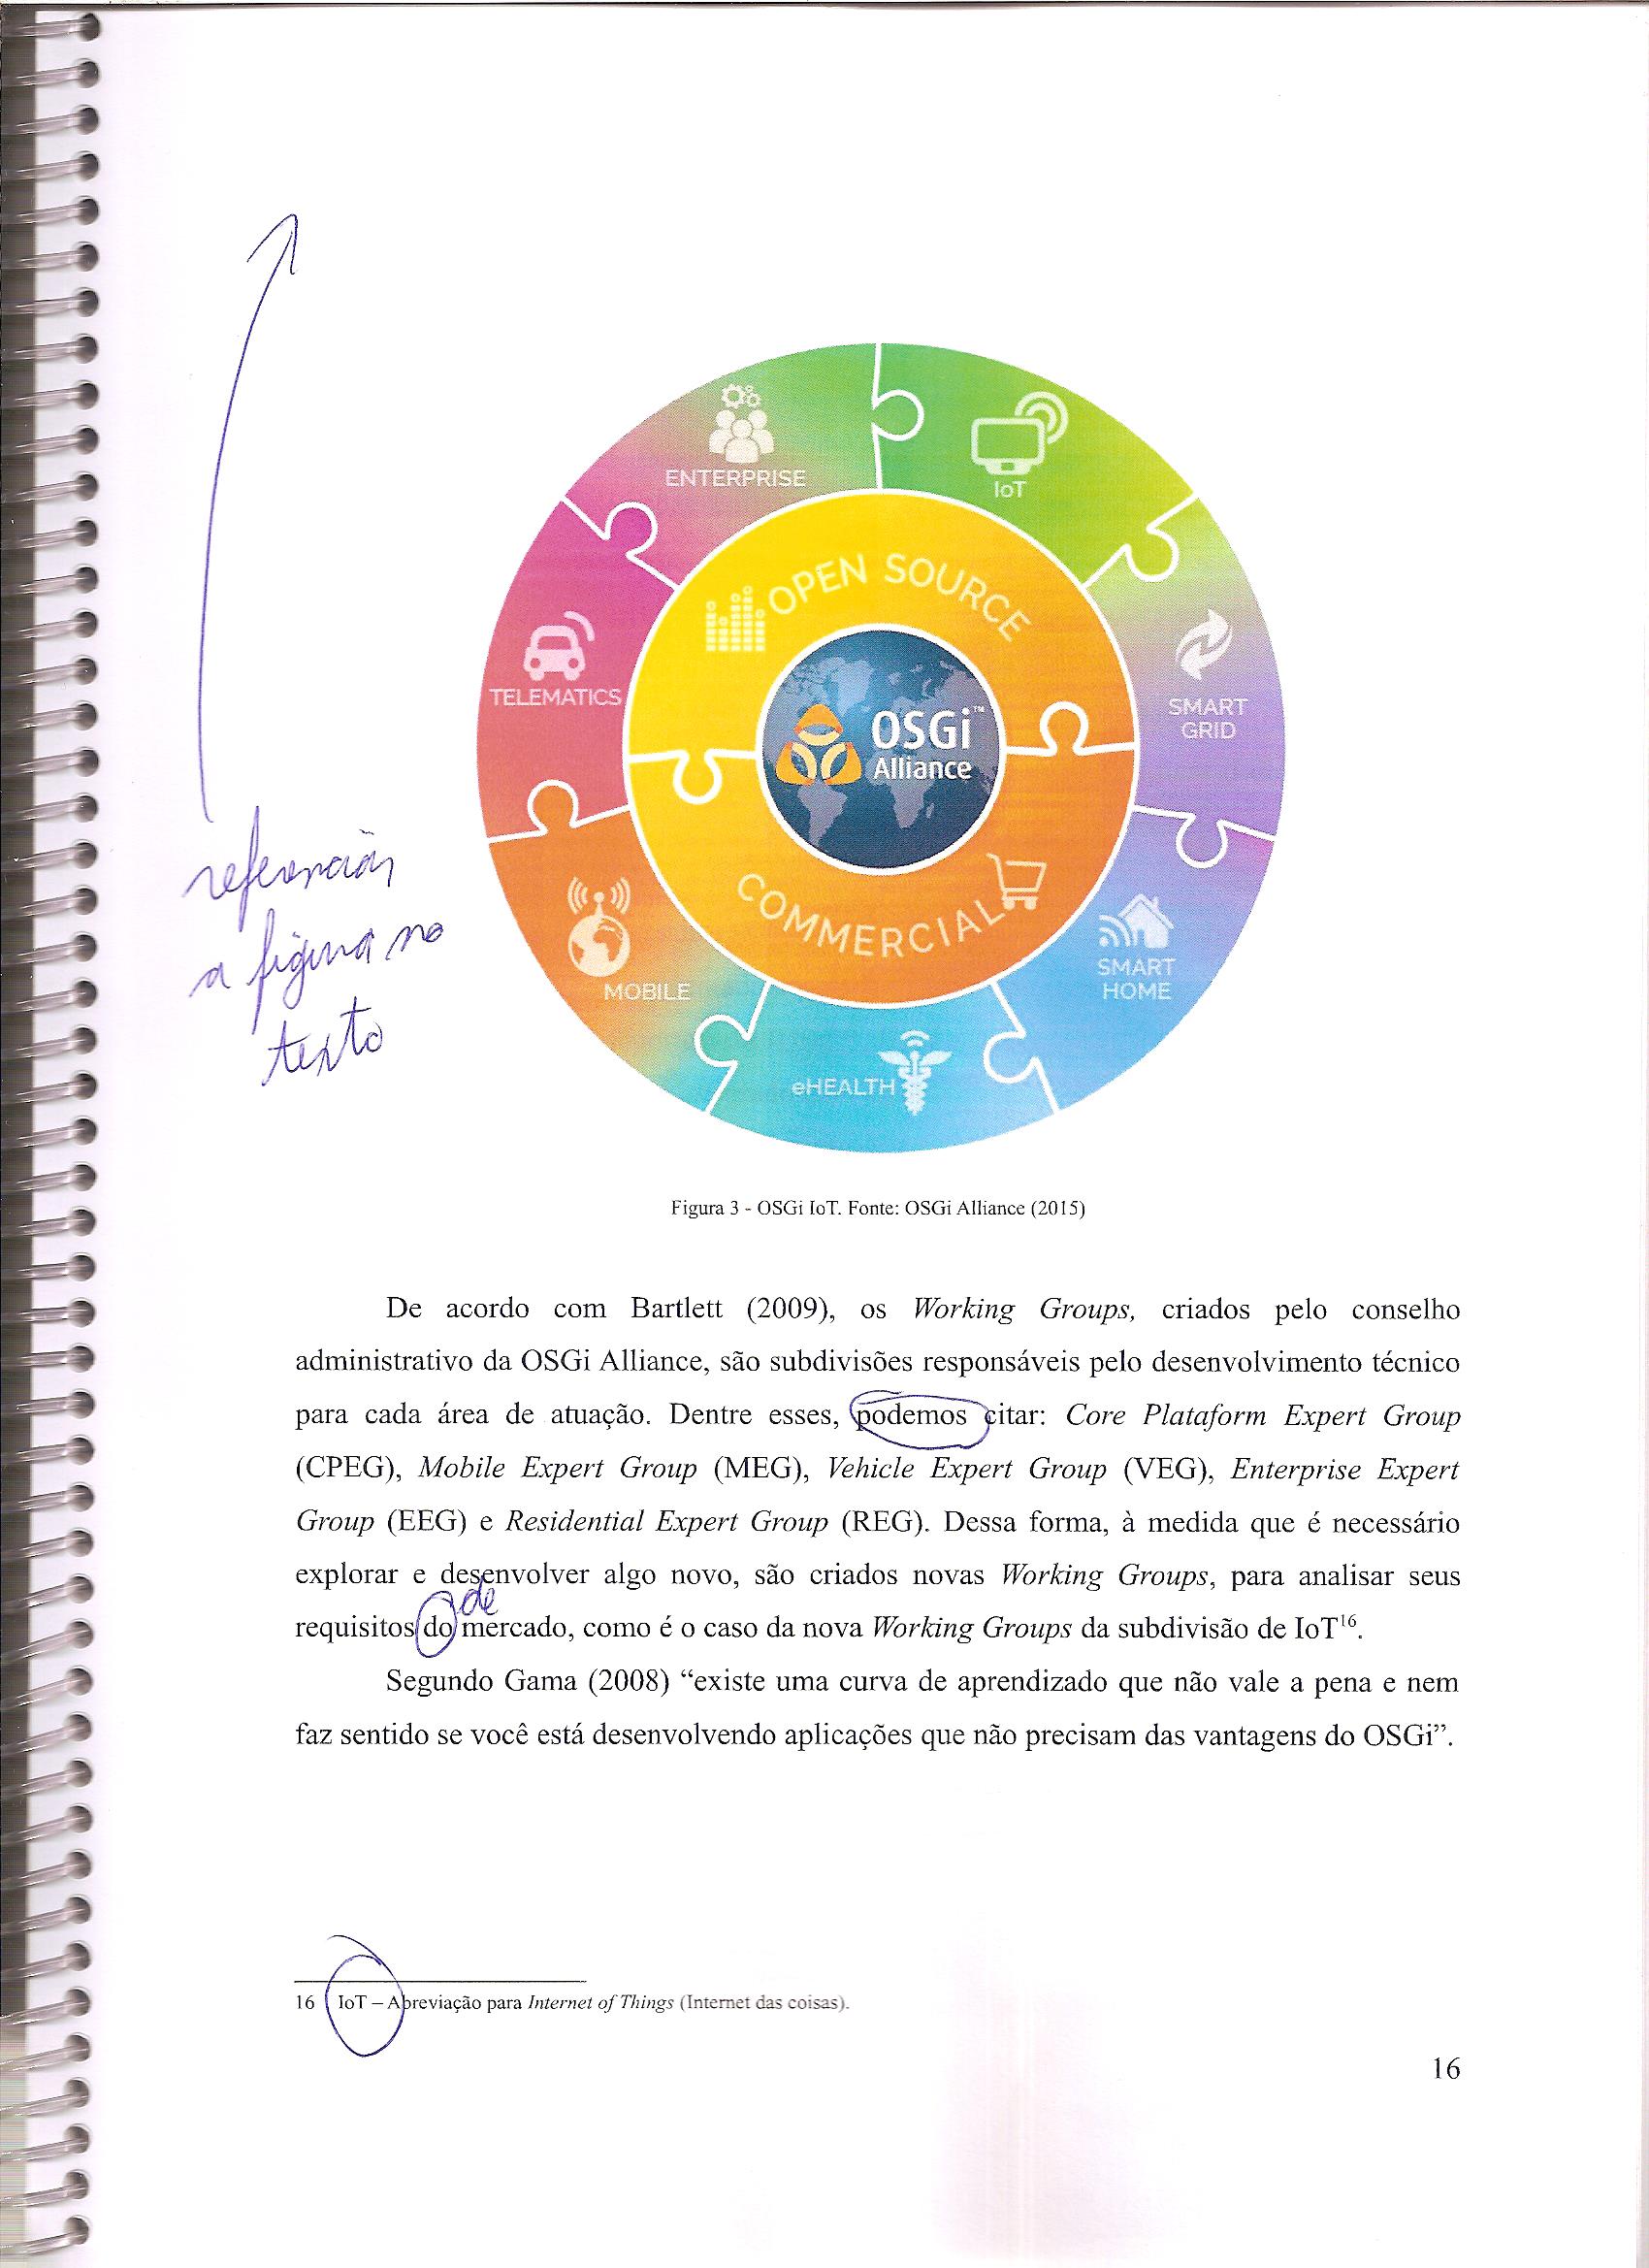 ENTERPRISE
IoT
OPEN SOURCE
TELEMATICS
SMART
GRID
OSGi™
Alliance
COMMERCIAL
MOBILE
SMART
HOME
eHEALTH
referenciar
a figura no
texto
Figura 3 - OSGi IoT. Fonte: OSGi Alliance (2015)
De acordo com Bartlett (2009), os Working Groups, criados pelo conselho
administrativo da OSGi Alliance, são subdivisões responsáveis pelo desenvolvimento técnico
para cada área de atuação. Dentre esses, podemos citar: Core Plataform Expert Group
(CPEG), Mobile Expert Group (MEG), Vehicle Expert Group (VEG), Enterprise Expert
Group (EEG) e Residential Expert Group (REG). Dessa forma, à medida que é necessário
explorar e desenvolver algo novo, são criados novas Working Groups, para analisar seus
de
requisitos do mercado, como é o caso da nova Working Groups da subdivisão de IoT16.
Segundo Gama (2008) “existe uma curva de aprendizado que não vale a pena e nem
faz sentido se você está desenvolvendo aplicações que não precisam das vantagens do OSGi”.
16 IoT – Abreviação para Internet of Things (Internet das coisas).
16